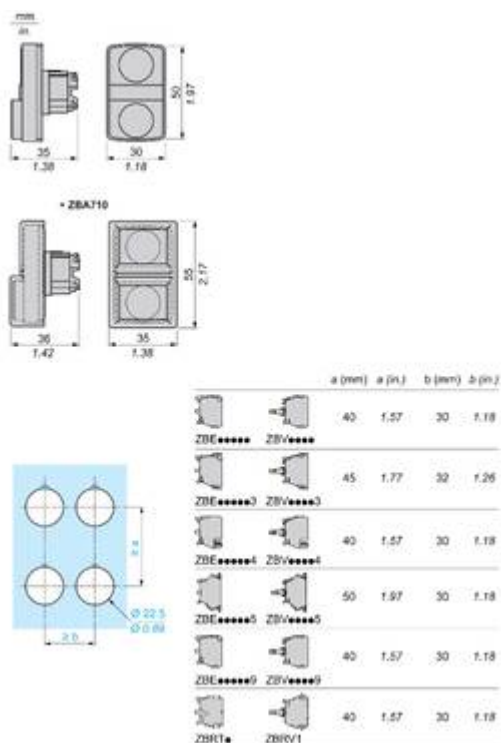 mm
in.
50
1.97
35
1.38
30
1.18
• ZBA710
55
2.17
36
1.42
35
1.38
a (mm) a (in.) b (mm) b (in.)
40 1.57 30 1.18
ZBE●●●●● ZBV●●●●
45 1.77 32 1.26
ZBE●●●●●3 ZBV●●●●3
40 1.57 30 1.18
ZBE●●●●●4 ZBV●●●●4
50 1.97 30 1.18
ZBE●●●●●5 ZBV●●●●5
40 1.57 30 1.18
ZBE●●●●●9 ZBV●●●●9
40 1.57 30 1.18
ZBRT● ZBRV1
≥ a
Ø 22.5
Ø 0.89
≥ b